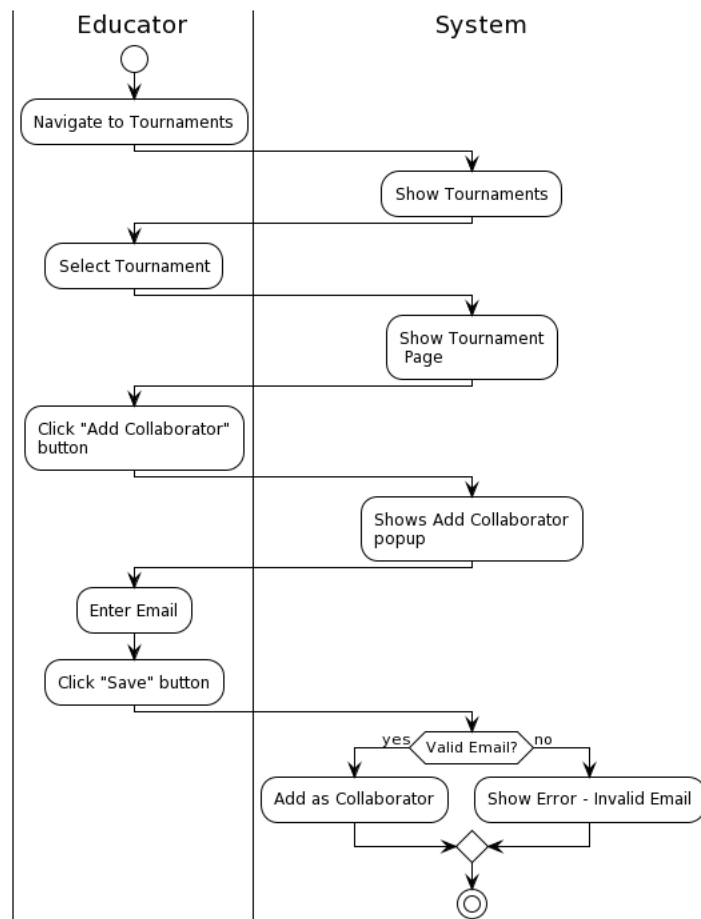 Educator
System
Navigate to Tournaments
Show Tournaments
Select Tournament
Show Tournament
Page
Click "Add Collaborator"
button
Shows Add Collaborator
popup
Enter Email
Click "Save" button
yes
Valid Email?
no
Add as Collaborator
Show Error - Invalid Email